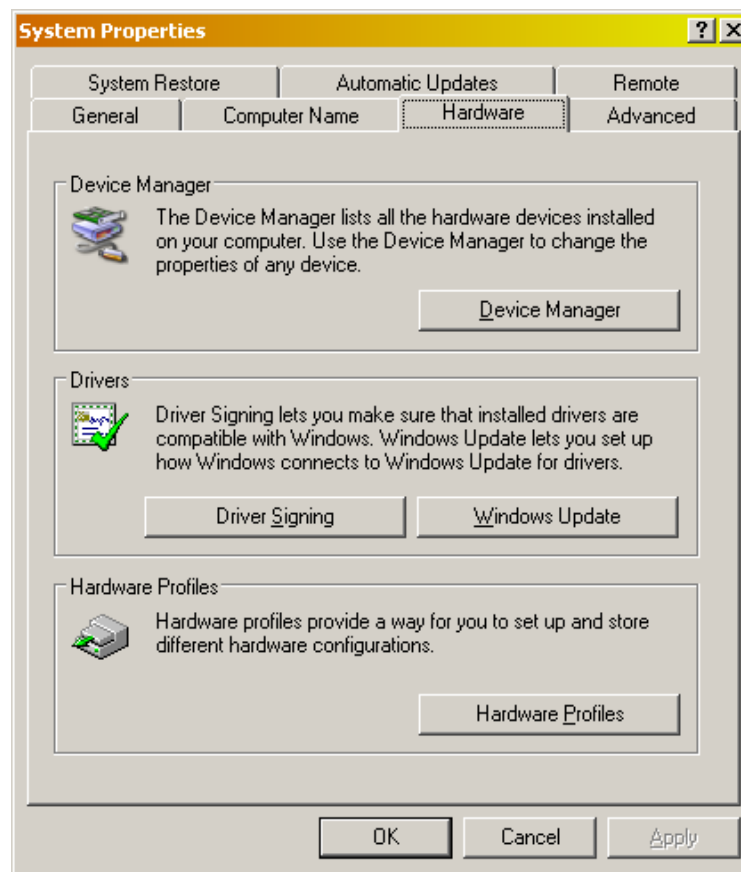 System Properties
System Restore Automatic Updates Remote
General Computer Name Hardware Advanced
Device Manager
The Device Manager lists all the hardware devices installed
on your computer. Use the Device Manager to change the
properties of any device.
Device Manager
Drivers
Driver Signing lets you make sure that installed drivers are
compatible with Windows. Windows Update lets you set up
how Windows connects to Windows Update for drivers.
Driver Signing Windows Update
Hardware Profiles
Hardware profiles provide a way for you to set up and store
different hardware configurations.
Hardware Profiles
OK Cancel Apply